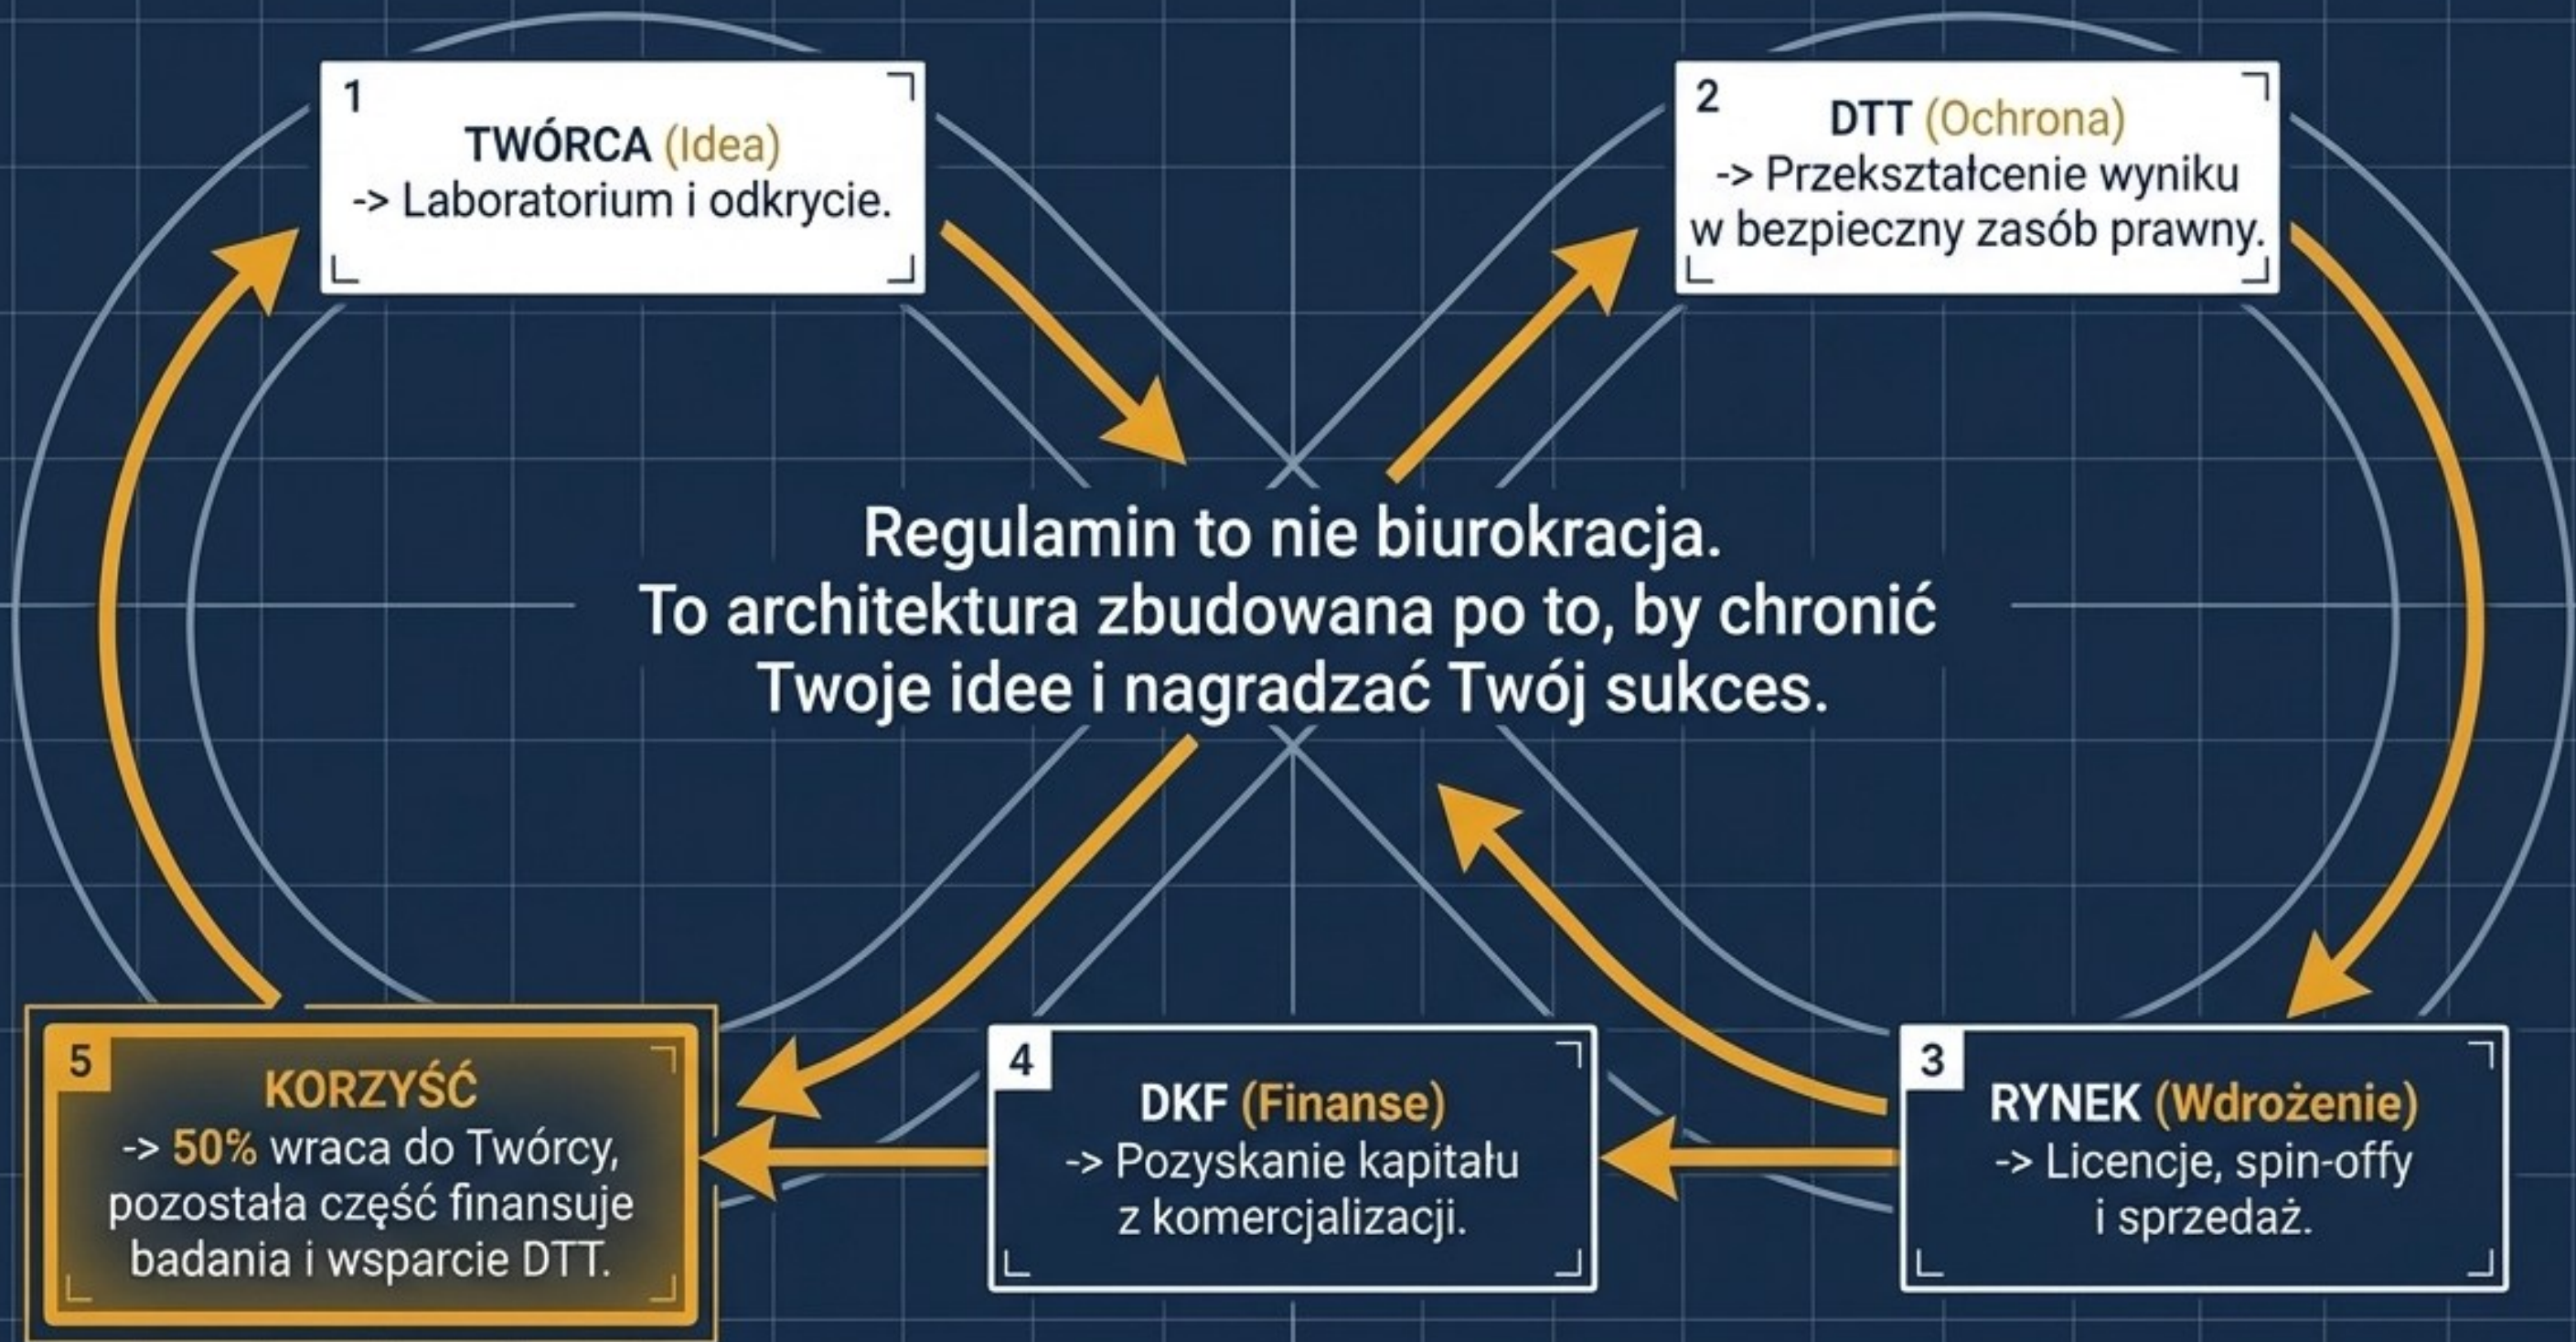 1
TWÓRCA (Idea)
-> Laboratorium i odkrycie.
2
DTT (Ochrona)
-> Przekształcenie wyniku
w bezpieczny zasób prawny.
Regulamin to nie biurokracja.
To architektura zbudowana po to, by chronić
Twoje idee i nagradzać Twój sukces.
5
KORZYŚĆ
-> 50% wraca do Twórcy,
pozostała część finansuje
badania i wsparcie DTT.
4
DKF (Finanse)
-> Pozyskanie kapitału
z komercjalizacji.
3
RYNEK (Wdrożenie)
-> Licencje, spin-offy
i sprzedaż.